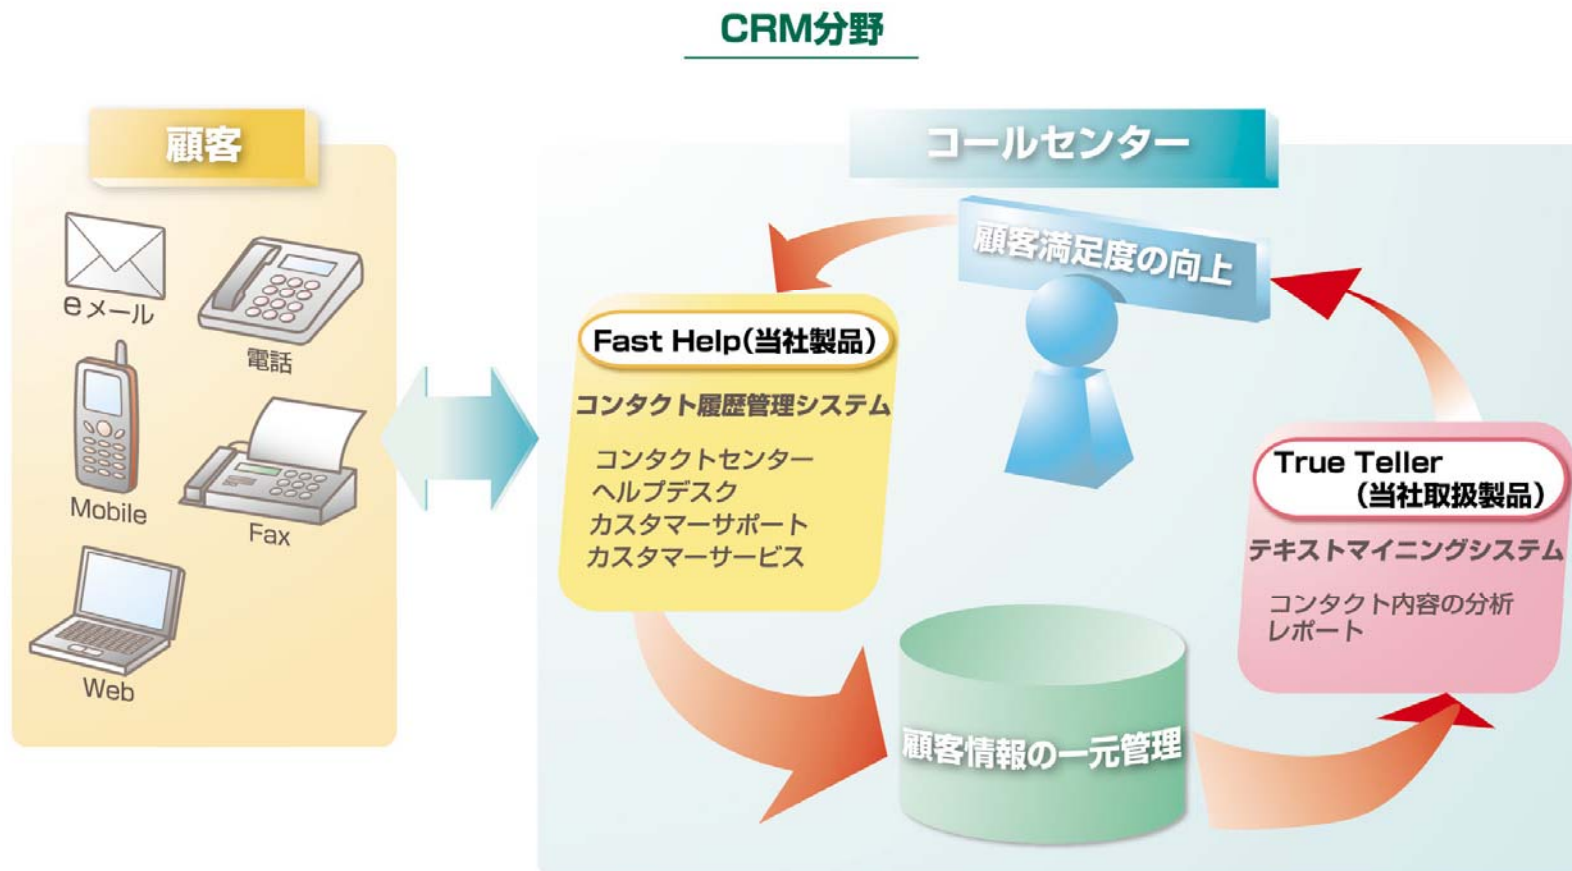 CRM分野
顧客
eメール
電話
Mobile
Fax
Web
コールセンター
顧客満足度の向上
Fast Help(当社製品)
コンタクト履歴管理システム
コンタクトセンター
ヘルプデスク
カスタマーサポート
カスタマーサービス
True Teller
(当社取扱製品)
テキストマイニングシステム
コンタクト内容の分析
レポート
顧客情報の一元管理